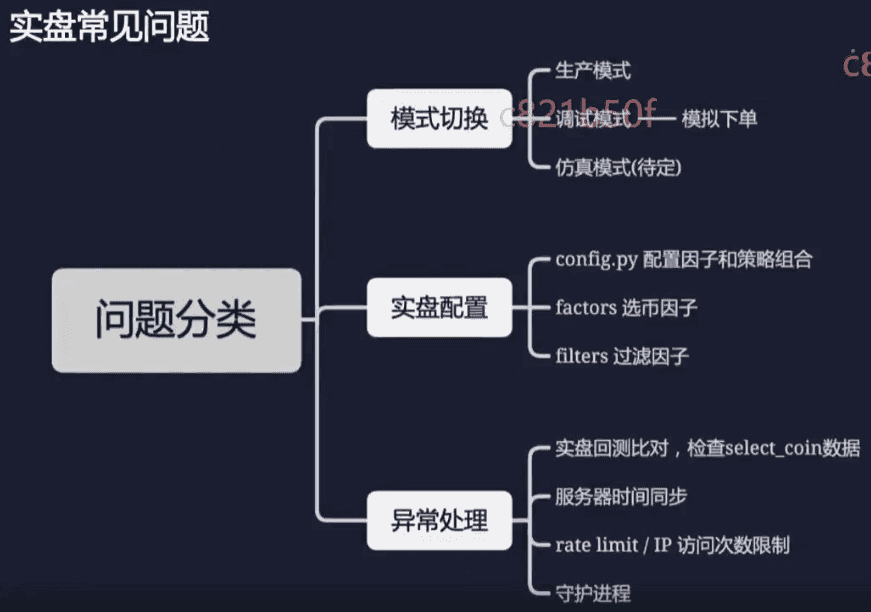 实盘常见问题
问题分类
模式切换
生产模式
调试模式
模拟下单
仿真模式(待定)
实盘配置
config.py 配置因子和策略组合
factors 选币因子
filters 过滤因子
异常处理
实盘回测比对，检查select_coin数据
服务器时间同步
rate limit / IP 访问次数限制
守护进程
c821b50f
c8